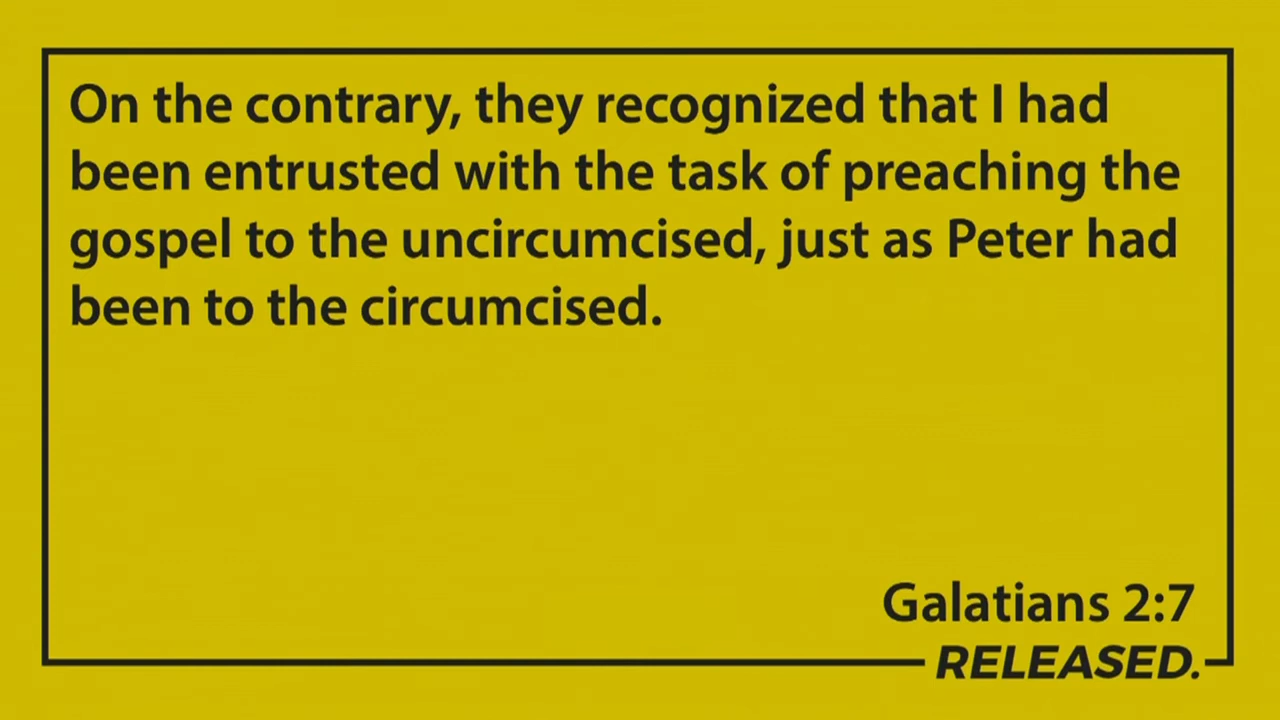 On the contrary, they recognized that I had
been entrusted with the task of preaching the
gospel to the uncircumcised, just as Peter had
been to the circumcised.
Galatians 2:7
RELEASED.